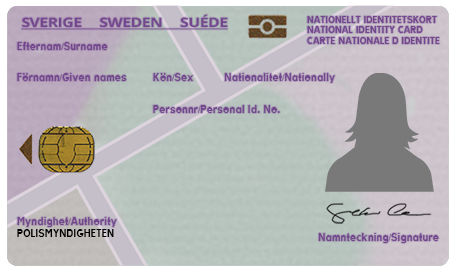 SVERIGE SWEDEN SUÉDE
NATIONELLT IDENTITETSKORT
NATIONAL IDENTITY CARD
CARTE NATIONALE D IDENTITE
Efternam/Surname
Förnamn/Given names Kön/Sex Nationalitet/Nationally
Personnr/Personal Id. No.
Myndighet/Authority
POLISMYNDIGHETEN
Namnteckning/Signature